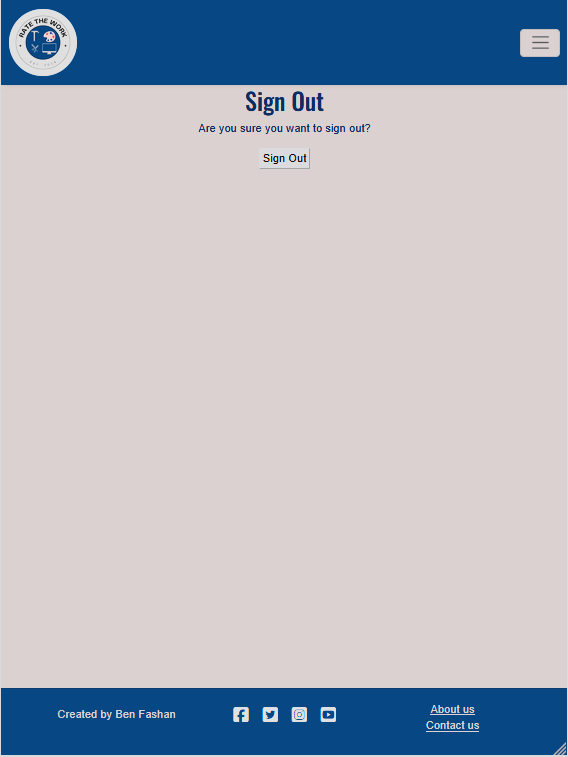 RATE THE WORK
Sign Out
Are you sure you want to sign out?
Sign Out
Created by Ben Fashan
About us
Contact us